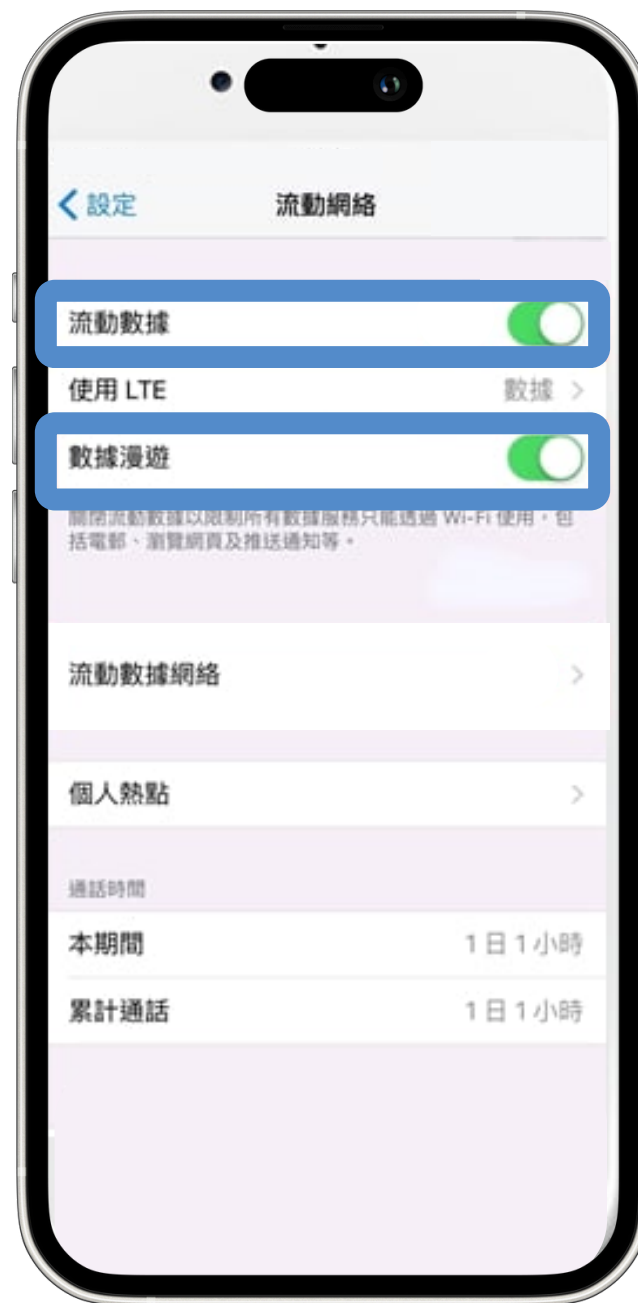 設定 流動網絡
流動數據
使用 LTE 數據
數據漫遊
關閉流動數據以限制所有數據服務只能透過 Wi-Fi 使用，包
括電郵、瀏覽網頁及推送通知等。
流動數據網絡
個人熱點
通話時間
本期間 1 日 1 小時
累計通話 1 日 1 小時